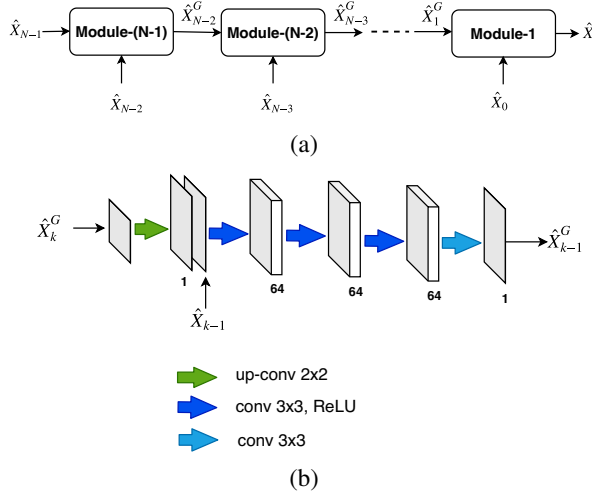 X̂_{N−1} Module-(N-1) X̂^G_{N−2} Module-(N-2) X̂^G_{N−3} X̂^G_1 Module-1 X̂
X̂_{N−2} X̂_{N−3} X̂_0
(a)
X̂^G_k X̂^G_{k−1}
1 64 64 64 1
X̂_{k−1}
up-conv 2x2
conv 3x3, ReLU
conv 3x3
(b)